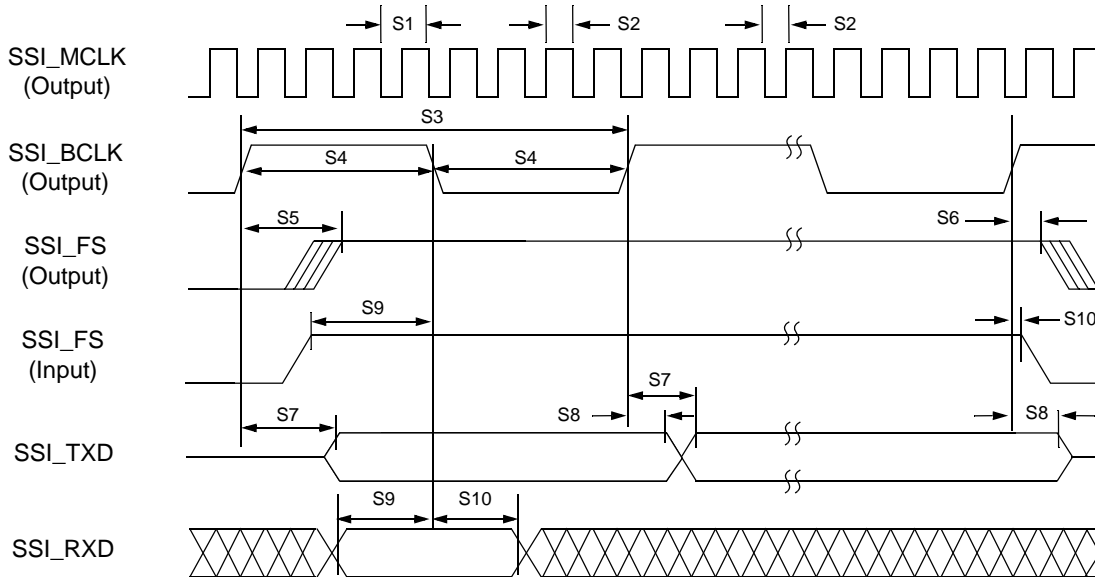 S1
S2
S2
SSI_MCLK
(Output)
S3
SSI_BCLK
(Output)
S4
S4
S5
S6
SSI_FS
(Output)
S9
S10
SSI_FS
(Input)
S7
S7
S8
S8
SSI_TXD
S9
S10
SSI_RXD